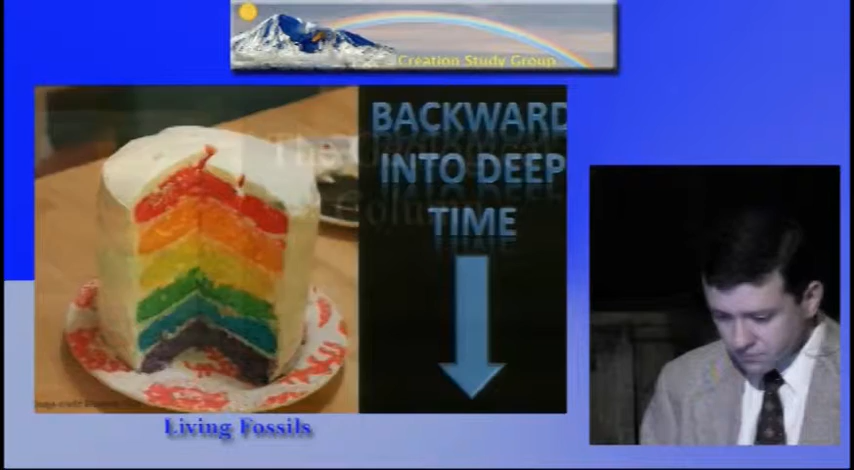 Creation Study Group
BACKWARD
INTO DEEP
TIME
Living Fossils